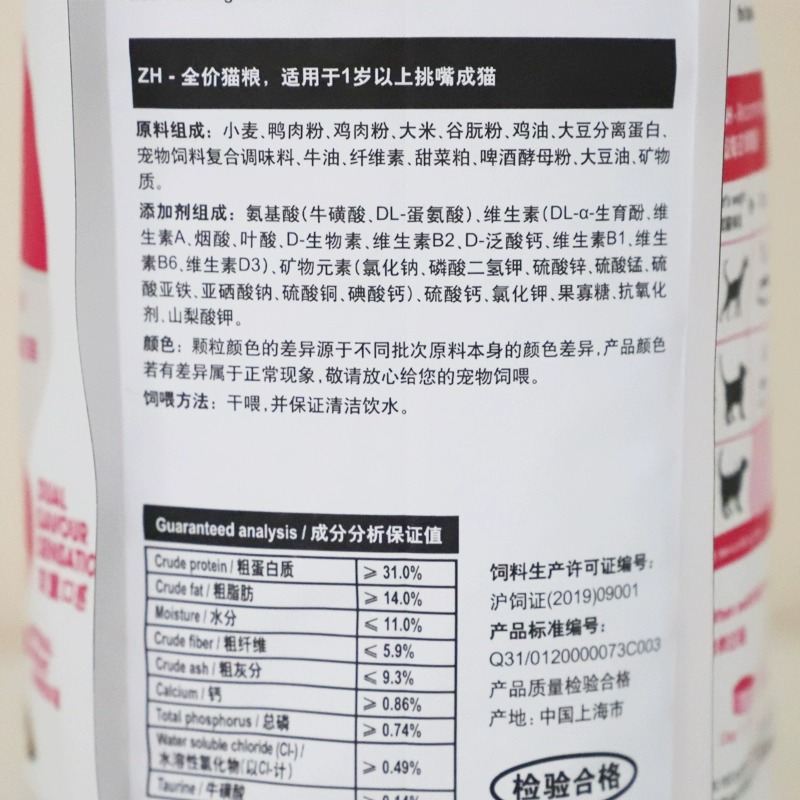 ZH - 全价猫粮，适用于1岁以上挑嘴成猫
原料组成：小麦、鸭肉粉、鸡肉粉、大米、谷朊粉、鸡油、大豆分离蛋白、
宠物饲料复合调味料、牛油、纤维素、甜菜粕、啤酒酵母粉、大豆油、矿物
质。
添加剂组成：氨基酸(牛磺酸、DL-蛋氨酸)、维生素(DL-α-生育酚、维
生素A、烟酸、叶酸、D-生物素、维生素B2、D-泛酸钙、维生素B1、维生
素B6、维生素D3)、矿物元素(氯化钠、磷酸二氢钾、硫酸锌、硫酸锰、硫
酸亚铁、亚硒酸钠、硫酸铜、碘酸钙)、硫酸钙、氯化钾、果寡糖、抗氧化
剂、山梨酸钾。
颜色：颗粒颜色的差异源于不同批次原料本身的颜色差异,产品颜色
若有差异属于正常现象,敬请放心给您的宠物饲喂。
饲喂方法：干喂,并保证清洁饮水。
Guaranteed analysis / 成分分析保证值
Crude protein / 粗蛋白质 ⩾ 31.0%
Crude fat / 粗脂肪 ⩾ 14.0%
Moisture / 水分 ⩽ 11.0%
Crude fiber / 粗纤维 ⩽ 5.9%
Crude ash / 粗灰分 ⩽ 9.3%
Calcium / 钙 ⩾ 0.86%
Total phosphorus / 总磷 ⩾ 0.74%
Water soluble chloride (Cl-) /
水溶性氯化物(以Cl-计) ⩾ 0.49%
Taurine / 牛磺酸
饲料生产许可证编号:
沪饲证(2019)09001
产品标准编号:
Q31/0120000073C003
产品质量检验合格
产地: 中国上海市
检验合格
DUAL
FLAVOUR
SENSATIO
双重口感